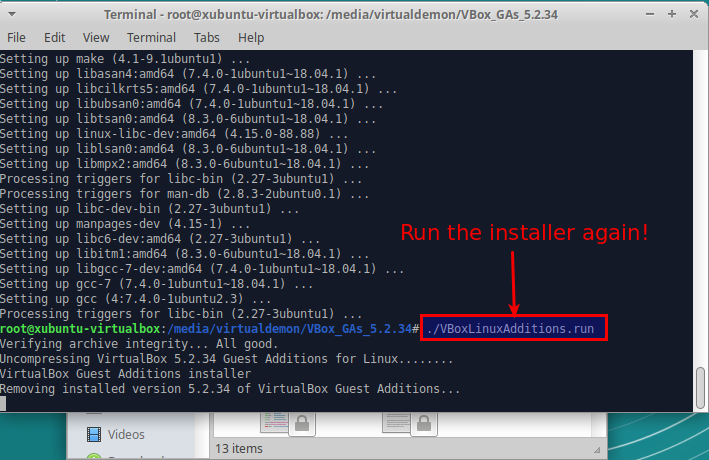 Terminal - root@xubuntu-virtualbox: /media/virtualdemon/VBox_GAs_5.2.34
File Edit View Terminal Tabs Help
Setting up make (4.1-9.1ubuntu1) ...
Setting up libasan4:amd64 (7.4.0-1ubuntu1~18.04.1) ...
Setting up libcilkrts5:amd64 (7.4.0-1ubuntu1~18.04.1) ...
Setting up libubsan0:amd64 (7.4.0-1ubuntu1~18.04.1) ...
Setting up libtsan0:amd64 (8.3.0-6ubuntu1~18.04.1) ...
Setting up linux-libc-dev:amd64 (4.15.0-88.88) ...
Setting up liblsan0:amd64 (8.3.0-6ubuntu1~18.04.1) ...
Setting up libmpx2:amd64 (8.3.0-6ubuntu1~18.04.1) ...
Processing triggers for libc-bin (2.27-3ubuntu1) ...
Processing triggers for man-db (2.8.3-2ubuntu0.1) ...
Setting up libc-dev-bin (2.27-3ubuntu1) ...
Setting up manpages-dev (4.15-1) ...
Setting up libc6-dev:amd64 (2.27-3ubuntu1) ...
Setting up libitm1:amd64 (8.3.0-6ubuntu1~18.04.1) ...
Setting up libgcc-7-dev:amd64 (7.4.0-1ubuntu1~18.04.1) ...
Setting up gcc-7 (7.4.0-1ubuntu1~18.04.1) ...
Setting up gcc (4:7.4.0-1ubuntu2.3) ...
Processing triggers for libc-bin (2.27-3ubuntu1) ...
Run the installer again!
root@xubuntu-virtualbox:/media/virtualdemon/VBox_GAs_5.2.34# ./VBoxLinuxAdditions.run
Verifying archive integrity... All good.
Uncompressing VirtualBox 5.2.34 Guest Additions for Linux........
VirtualBox Guest Additions installer
Removing installed version 5.2.34 of VirtualBox Guest Additions...
Videos
13 items